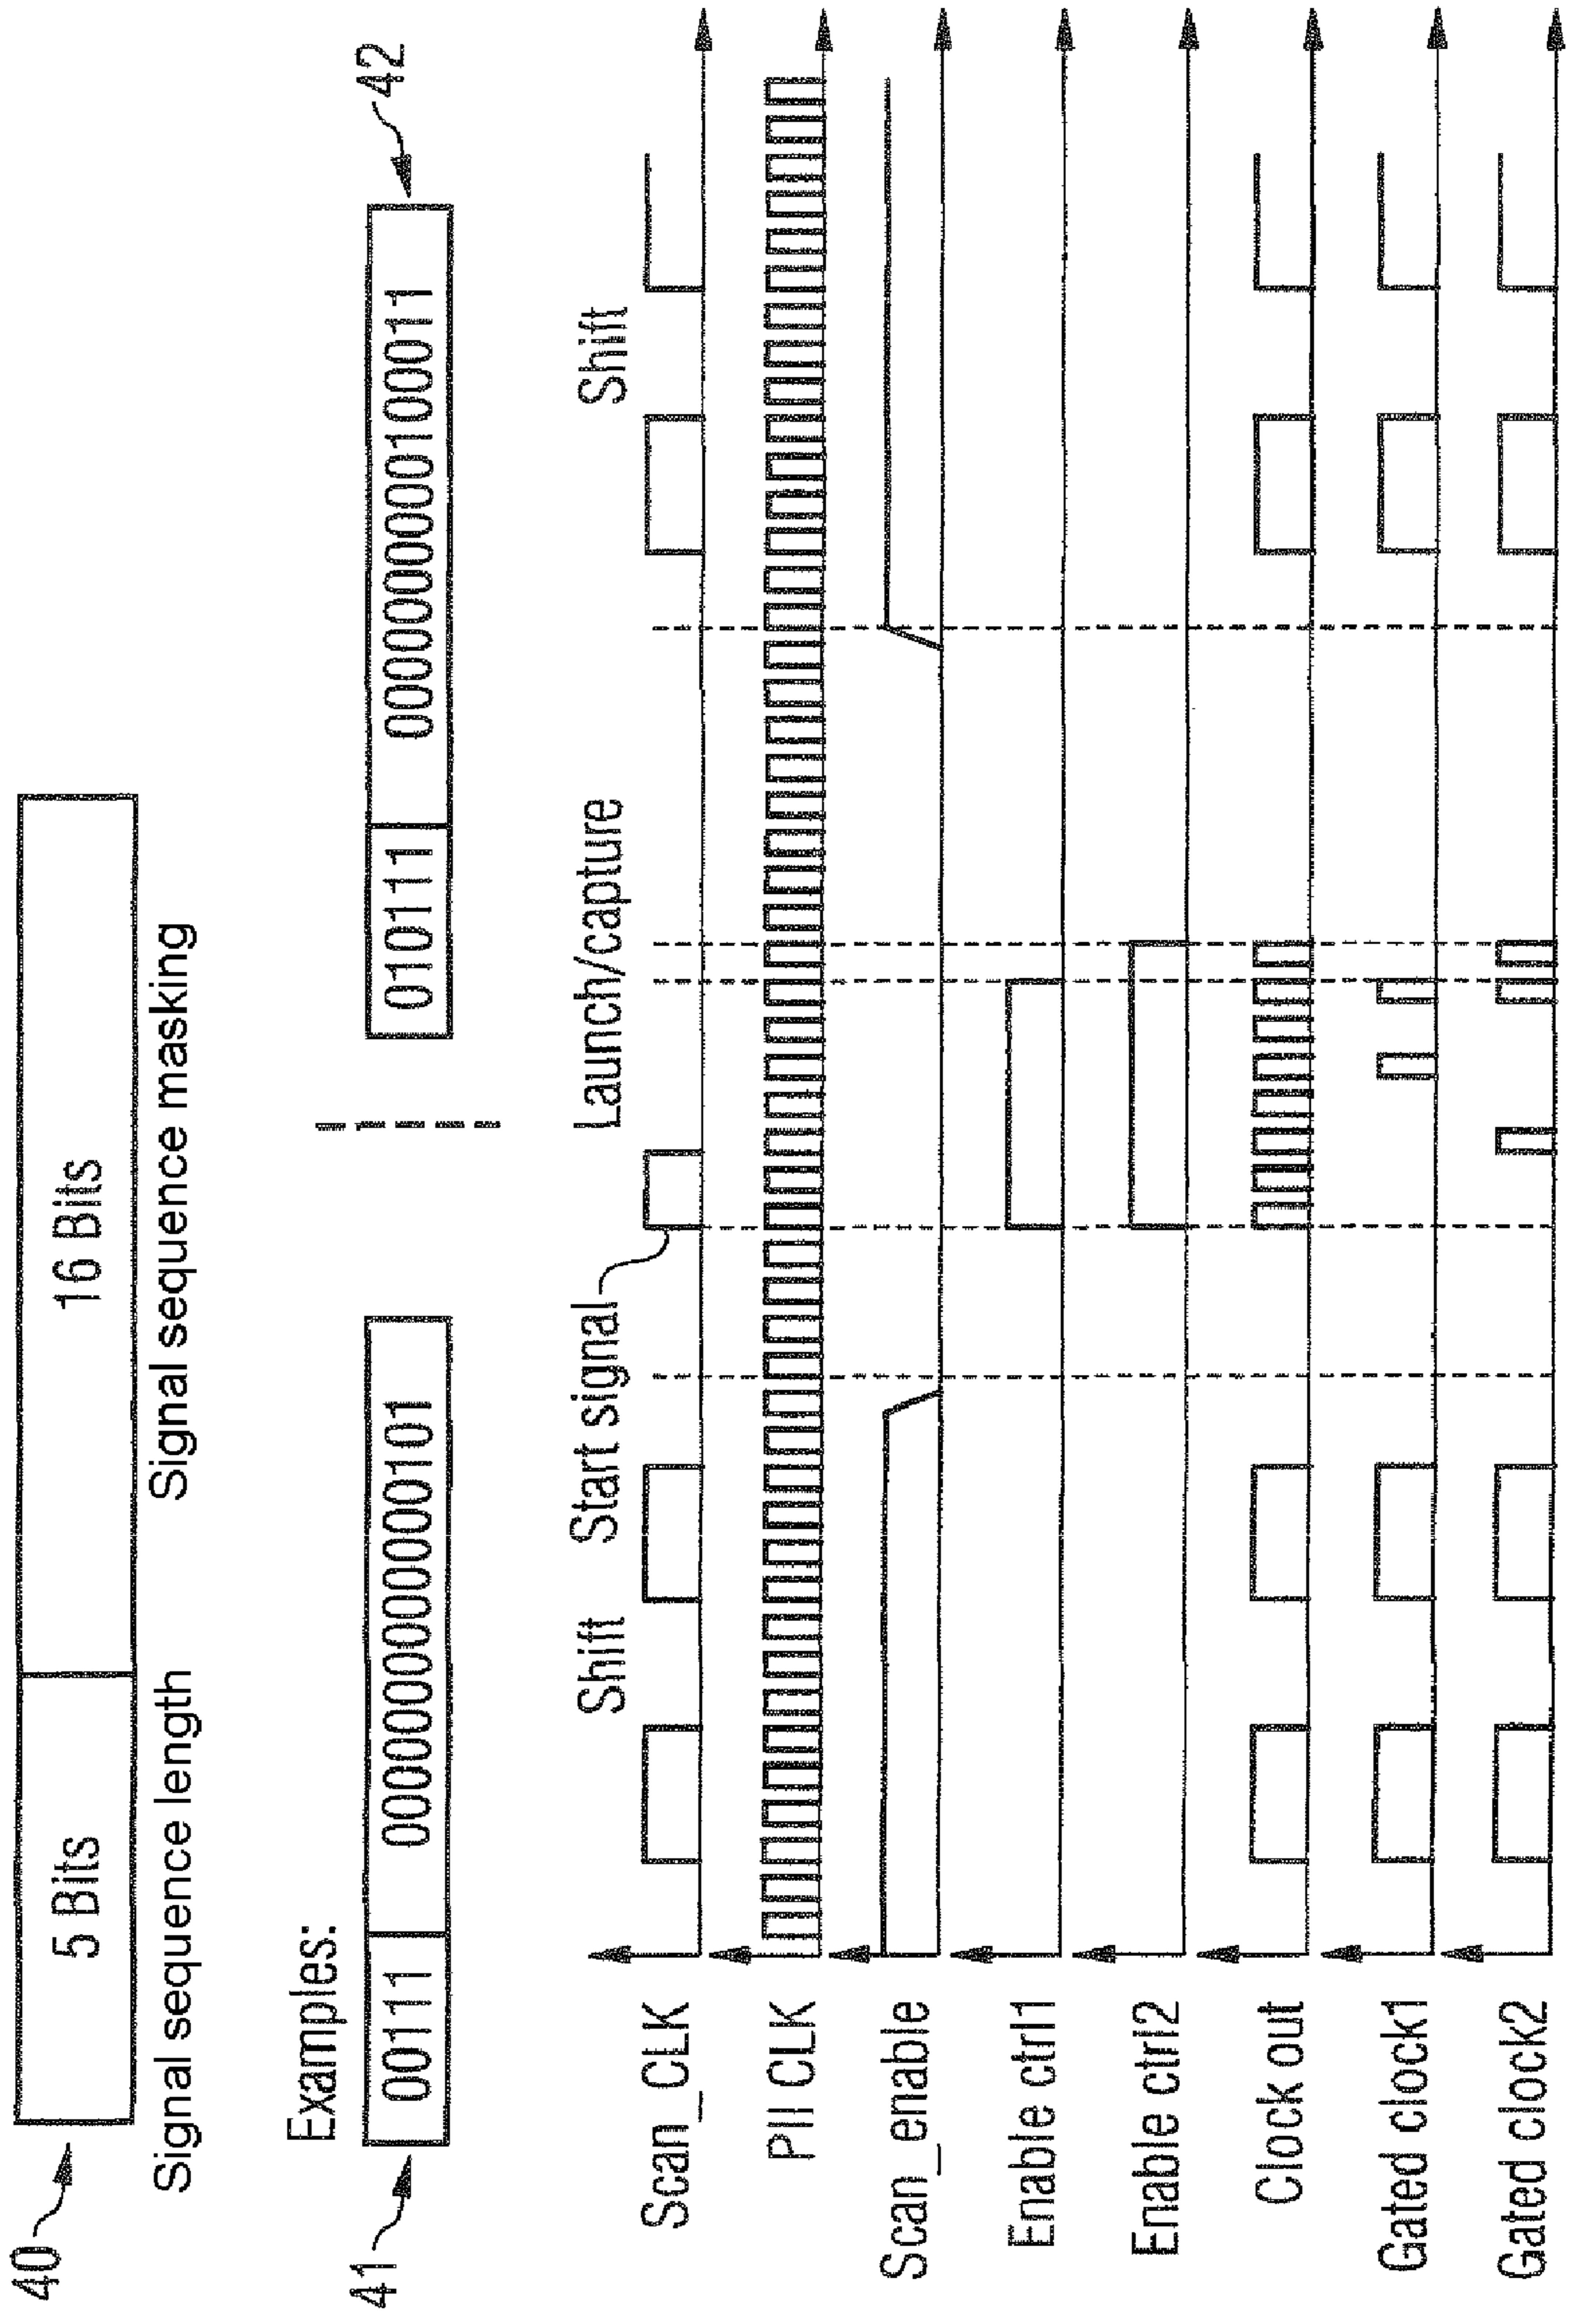 40
5 Bits
16 Bits
Signal sequence length
Signal sequence masking
Examples:
41
00111
0000000000000101
010111
0000000000010011
42
Shift
Start signal
Launch/capture
Shift
Scan_CLK
Pll CLK
Scan_enable
Enable ctrl1
Enable ctrl2
Clock out
Gated clock1
Gated clock2